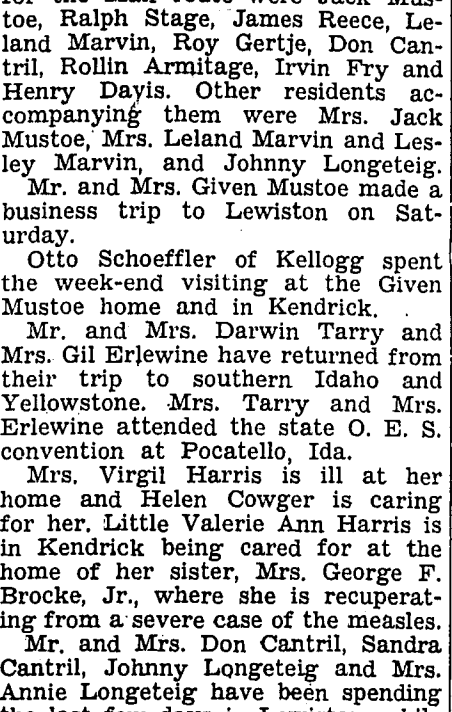 for the Main route were Jack Mus-
toe, Ralph Stage, James Reece, Le-
land Marvin, Roy Gertje, Don Can-
tril, Rollin Armitage, Irvin Fry and
Henry Davis. Other residents ac-
companying them were Mrs. Jack
Mustoe, Mrs. Leland Marvin and Les-
ley Marvin, and Johnny Longeteig.
Mr. and Mrs. Given Mustoe made a
business trip to Lewiston on Sat-
urday.
Otto Schoeffler of Kellogg spent
the week-end visiting at the Given
Mustoe home and in Kendrick.
Mr. and Mrs. Darwin Tarry and
Mrs. Gil Erlewine have returned from
their trip to southern Idaho and
Yellowstone. Mrs. Tarry and Mrs.
Erlewine attended the state O. E. S.
convention at Pocatello, Ida.
Mrs. Virgil Harris is ill at her
home and Helen Cowger is caring
for her. Little Valerie Ann Harris is
in Kendrick being cared for at the
home of her sister, Mrs. George F.
Brocke, Jr., where she is recuperat-
ing from a severe case of the measles.
Mr. and Mrs. Don Cantril, Sandra
Cantril, Johnny Longeteig and Mrs.
Annie Longeteig have been spending
the last few days in Lewiston while